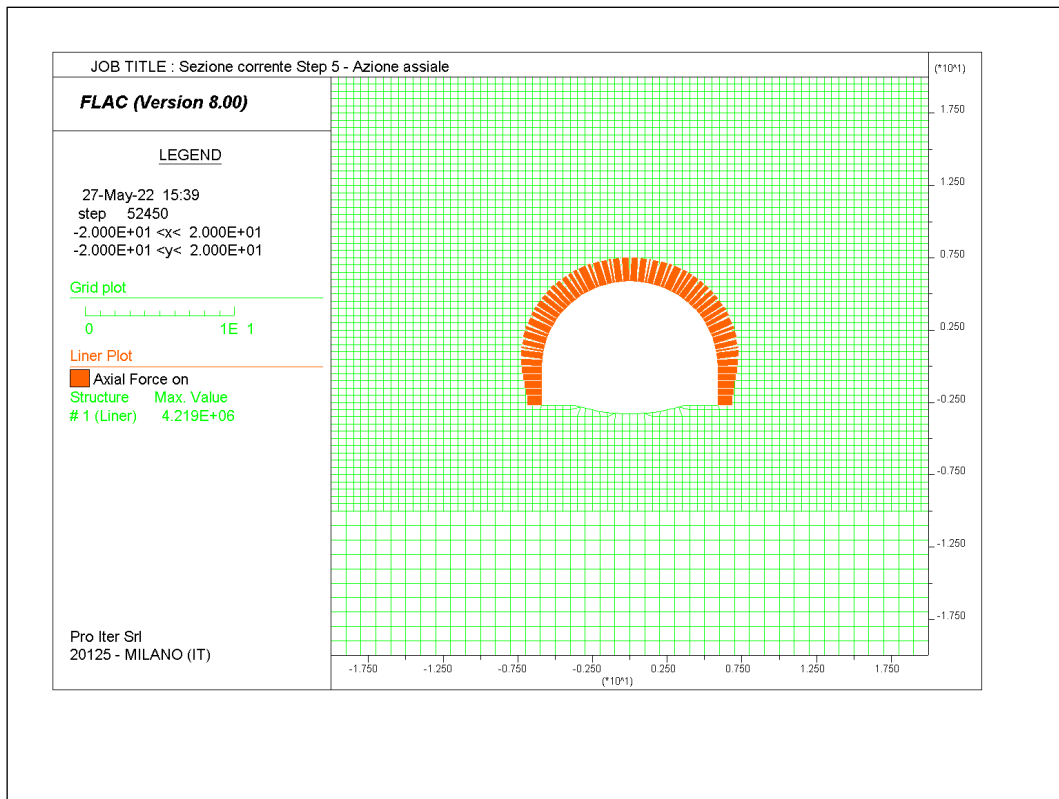 JOB TITLE : Sezione corrente Step 5 - Azione assiale
FLAC (Version 8.00)
LEGEND
27-May-22 15:39
step 52450
-2.000E+01 <x< 2.000E+01
-2.000E+01 <y< 2.000E+01
Grid plot
0 1E 1
Liner Plot
Axial Force on
Structure Max. Value
# 1 (Liner) 4.219E+06
Pro Iter Srl
20125 - MILANO (IT)
(*10^1)
1.750
1.250
0.750
0.250
-0.250
-0.750
-1.250
-1.750
-1.750 -1.250 -0.750 -0.250 0.250 0.750 1.250 1.750
(*10^1)